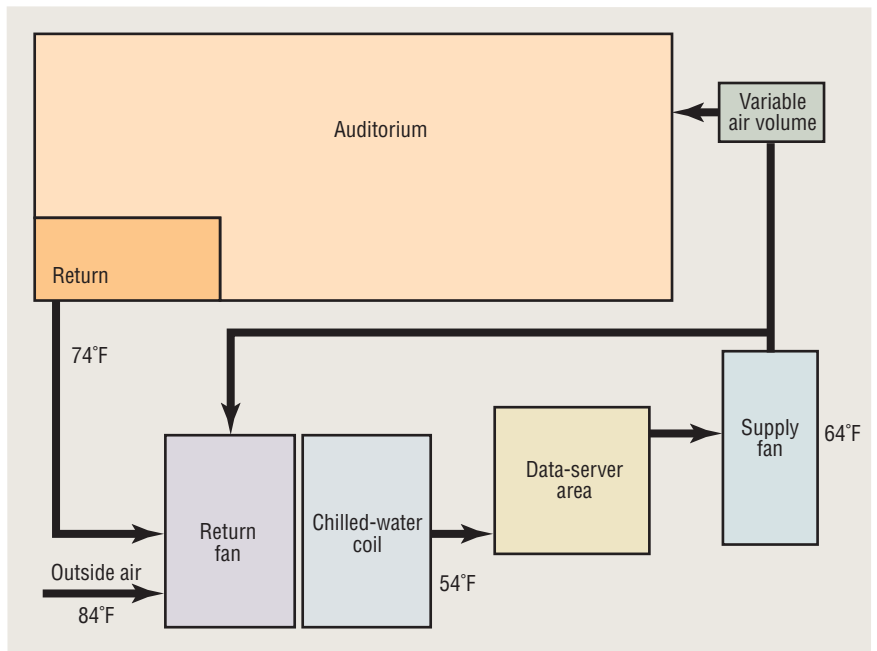 Auditorium
Variable
air volume
Return
74°F
Supply
fan
64°F
Data-server
area
Return
fan
Chilled-water
coil
Outside air
84°F
54°F